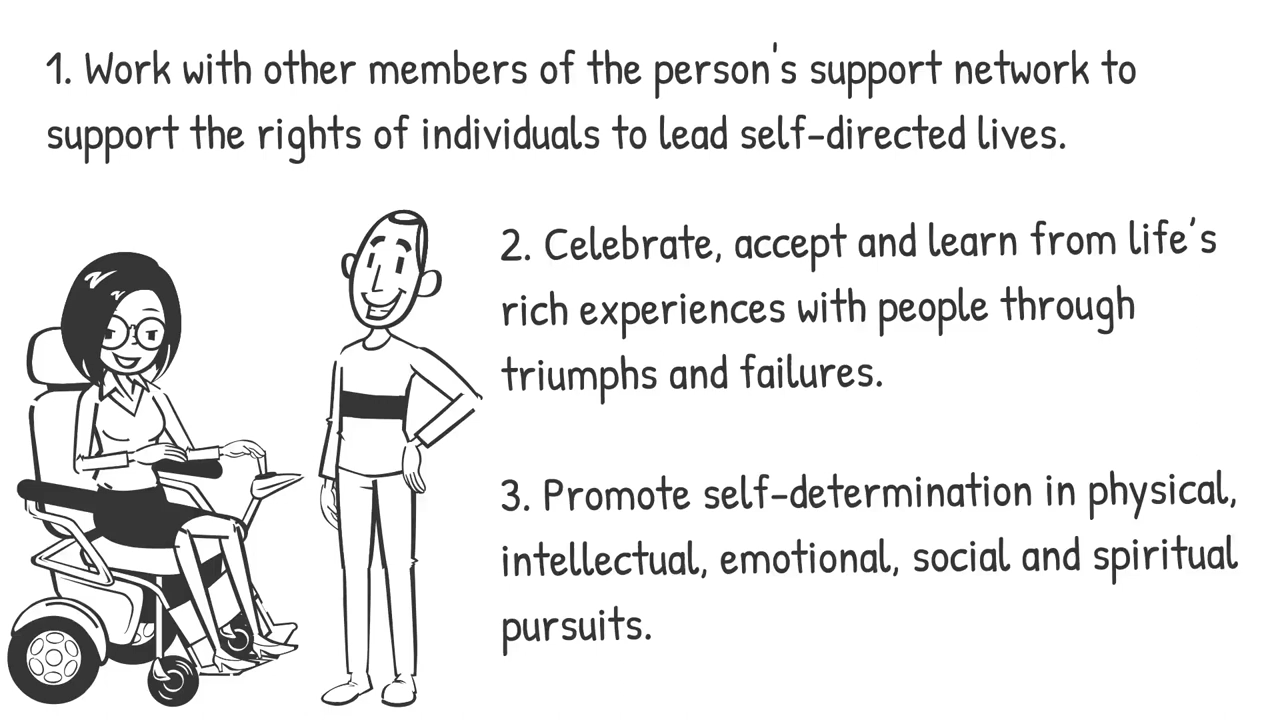 1. Work with other members of the person's support network to
support the rights of individuals to lead self-directed lives.
2. Celebrate, accept and learn from life's
rich experiences with people through
triumphs and failures.
3. Promote self-determination in physical,
intellectual, emotional, social and spiritual
pursuits.